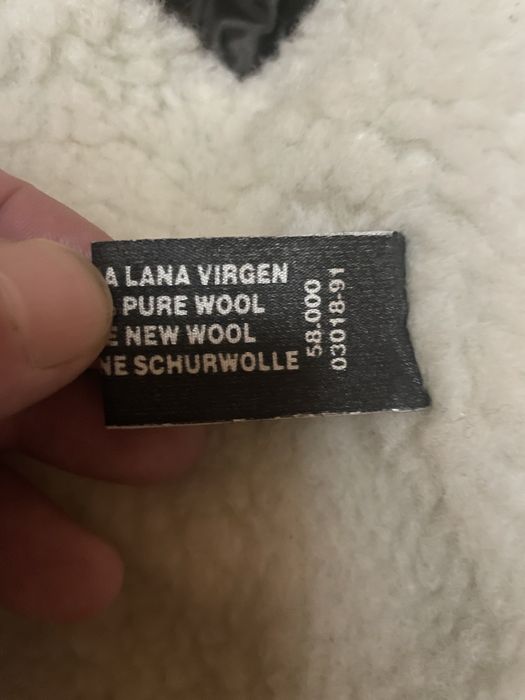 A LANA VIRGEN
PURE WOOL
E NEW WOOL
NE SCHURWOLLE
58.000
03018-91